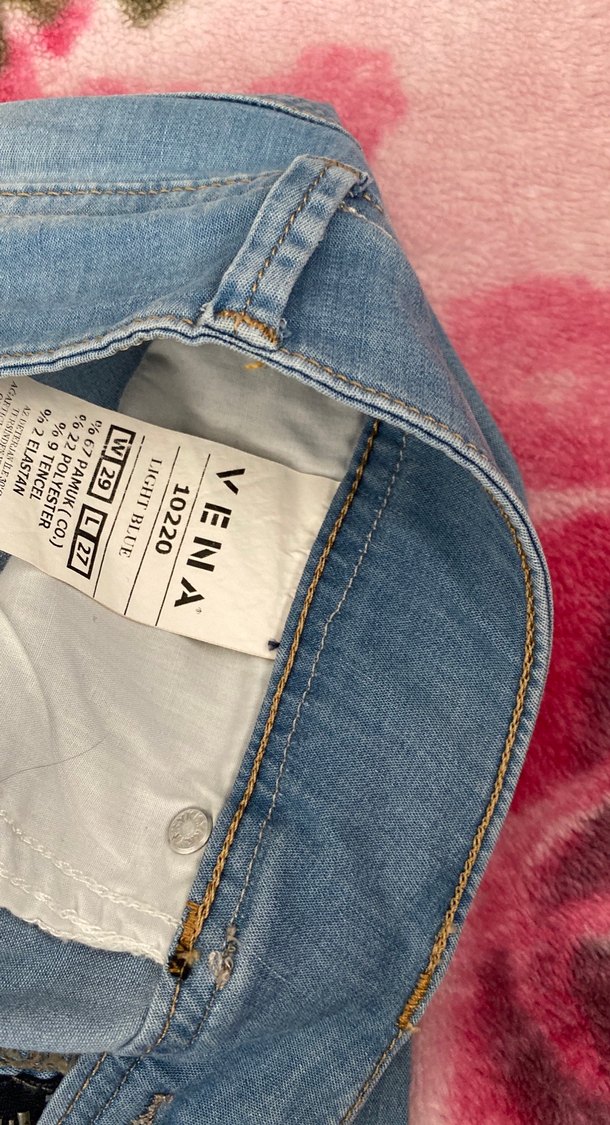 VENA
10220
LIGHT BLUE
W 29 L 27
% 67 PAMUK ( CO.)
% 22 POLYESTER
% 9 TENCEL
% 2 ELASTAN